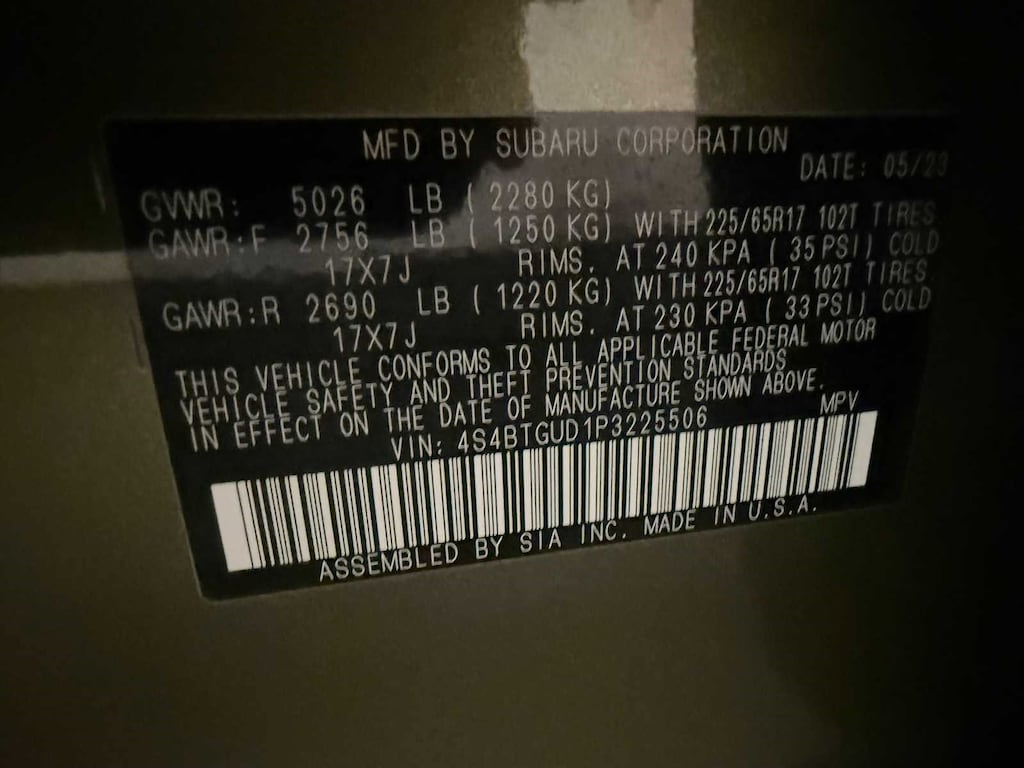 MFD BY SUBARU CORPORATION
DATE: 05/23
GVWR: 5026 LB ( 2280 KG)
GAWR:F 2756 LB ( 1250 KG) WITH 225/65R17 102T TIRES
17X7J RIMS. AT 240 KPA ( 35 PSI) COLD
GAWR:R 2690 LB ( 1220 KG) WITH 225/65R17 102T TIRES
17X7J RIMS. AT 230 KPA ( 33 PSI) COLD
THIS VEHICLE CONFORMS TO ALL APPLICABLE FEDERAL MOTOR
VEHICLE SAFETY AND THEFT PREVENTION STANDARDS
IN EFFECT ON THE DATE OF MANUFACTURE SHOWN ABOVE.
VIN: 4S4BTGUD1P3225506 MPV
ASSEMBLED BY SIA INC. MADE IN U.S.A.